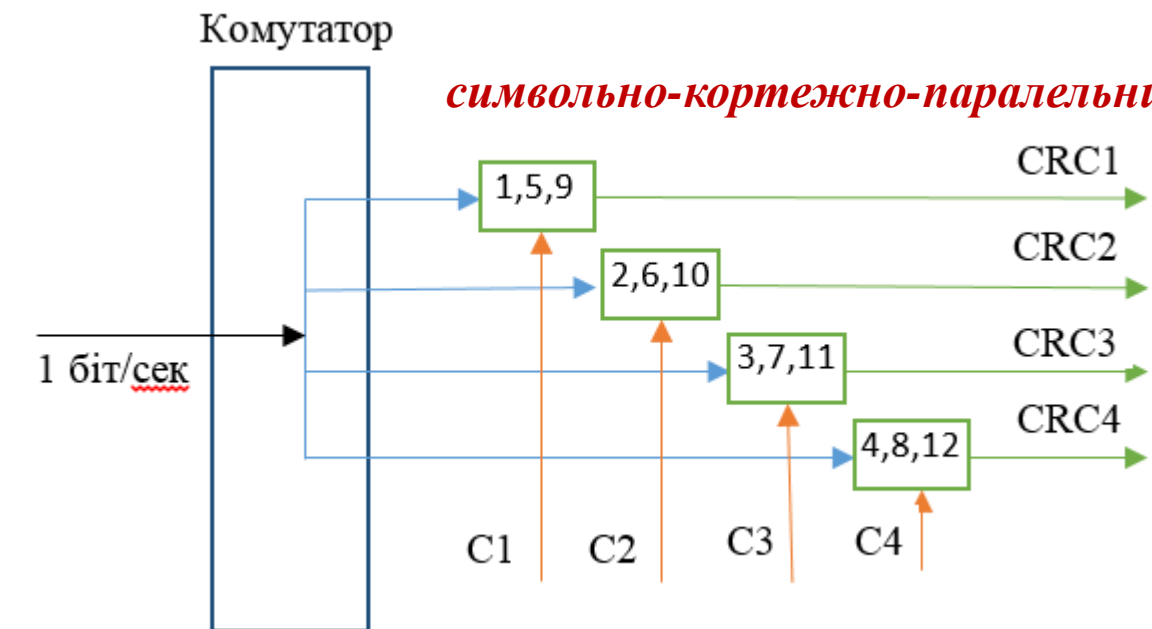 Комутатор
символьно-кортежно-паралельни
CRC1
1,5,9
CRC2
2,6,10
1 біт/сек
CRC3
3,7,11
CRC4
4,8,12
C1
C2
C3
C4